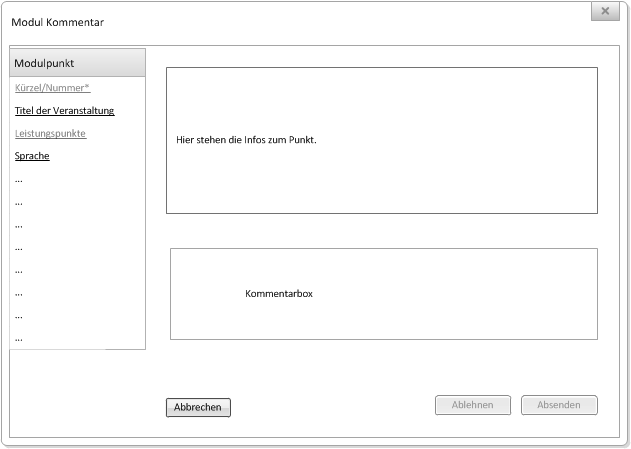 Modul Kommentar
Modulpunkt
Kürzel/Nummer*
Titel der Veranstaltung
Leistungspunkte
Sprache
...
...
...
...
...
...
...
...
Hier stehen die Infos zum Punkt.
Kommentarbox
Abbrechen
Ablehnen
Absenden